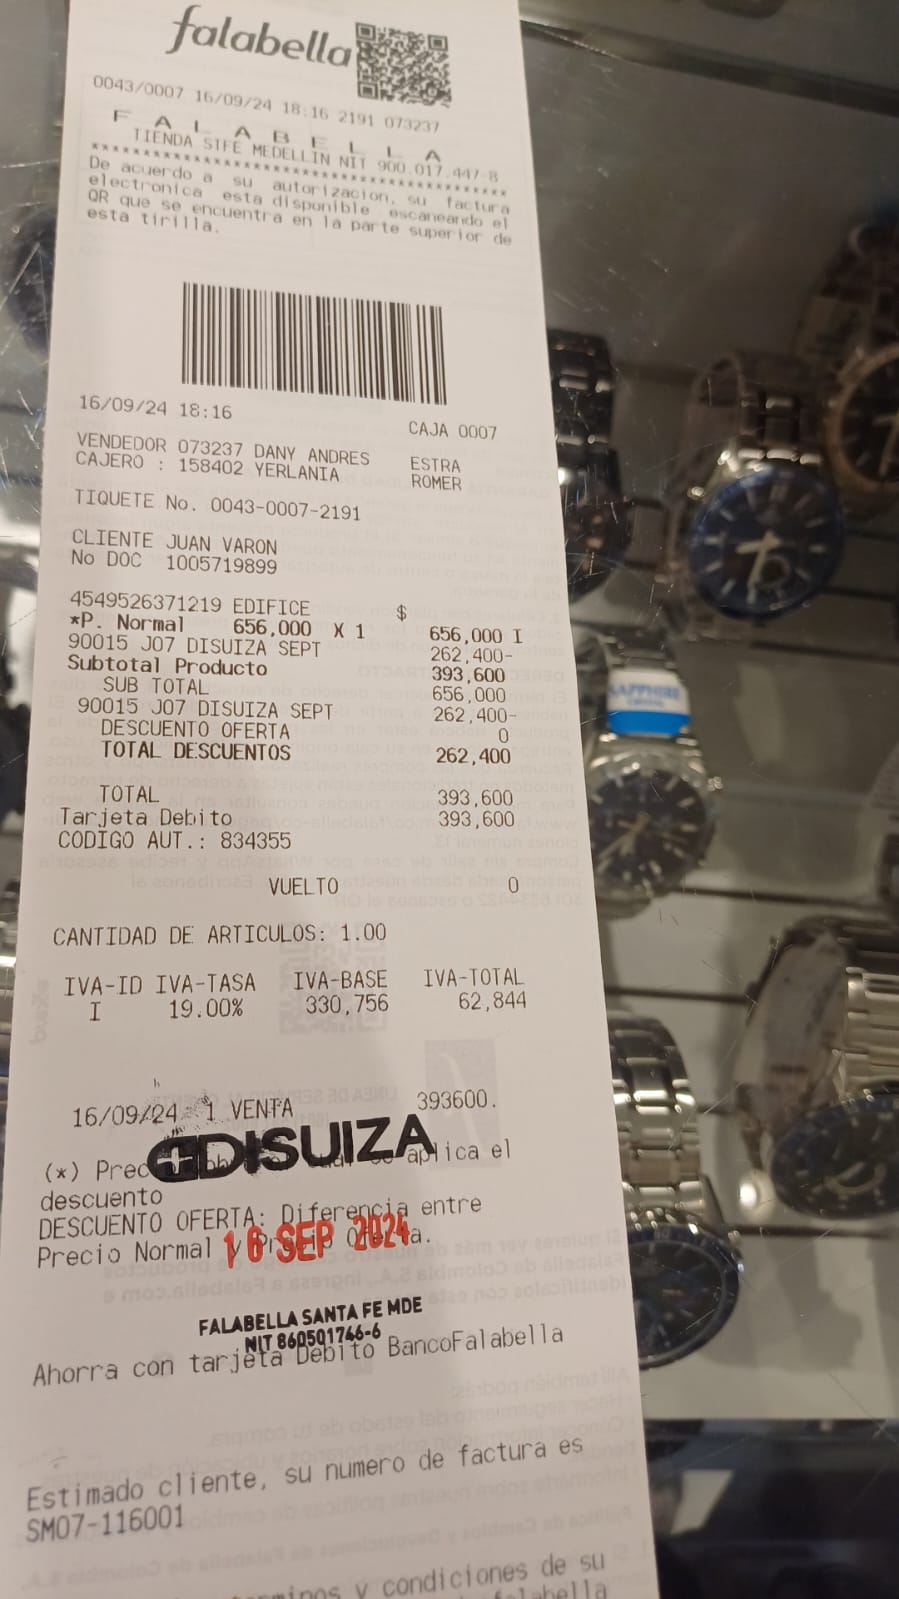 falabella
0043/0007 16/09/24 18:16 2191 073237
F A L A B E L L A
TIENDA STFE MEDELLIN NIT 900.017.447-8
****************************************
De acuerdo a su autorizacion, su factura
electronica esta disponible escaneando el
QR que se encuentra en la parte superior de
esta tirilla.
16/09/24 18:16
CAJA 0007
VENDEDOR 073237 DANY ANDRES ESTRA
CAJERO : 158402 YERLANIA ROMER
TIQUETE No. 0043-0007-2191
CLIENTE JUAN VARON
No DOC 1005719899
4549526371219 EDIFICE $
*P. Normal 656,000 X 1 656,000 I
90015 J07 DISUIZA SEPT 262,400-
Subtotal Producto 393,600
SUB TOTAL 656,000
90015 J07 DISUIZA SEPT 262,400-
DESCUENTO OFERTA 0
TOTAL DESCUENTOS 262,400
TOTAL 393,600
Tarjeta Debito 393,600
CODIGO AUT.: 834355
VUELTO 0
CANTIDAD DE ARTICULOS: 1.00
IVA-ID IVA-TASA IVA-BASE IVA-TOTAL
I 19.00% 330,756 62,844
16/09/24 1 VENTA 393600.
DISUIZA
(*) aplica el
descuento
DESCUENTO OFERTA: Diferencia entre
Precio Normal y
16 SEP 2024
FALABELLA SANTA FE MDE
NIT 860501746-6
Ahorra con tarjeta Debito BancoFalabella
Estimado cliente, su numero de factura es
SM07-116001
y condiciones de su
falabella
SAPPHIRE